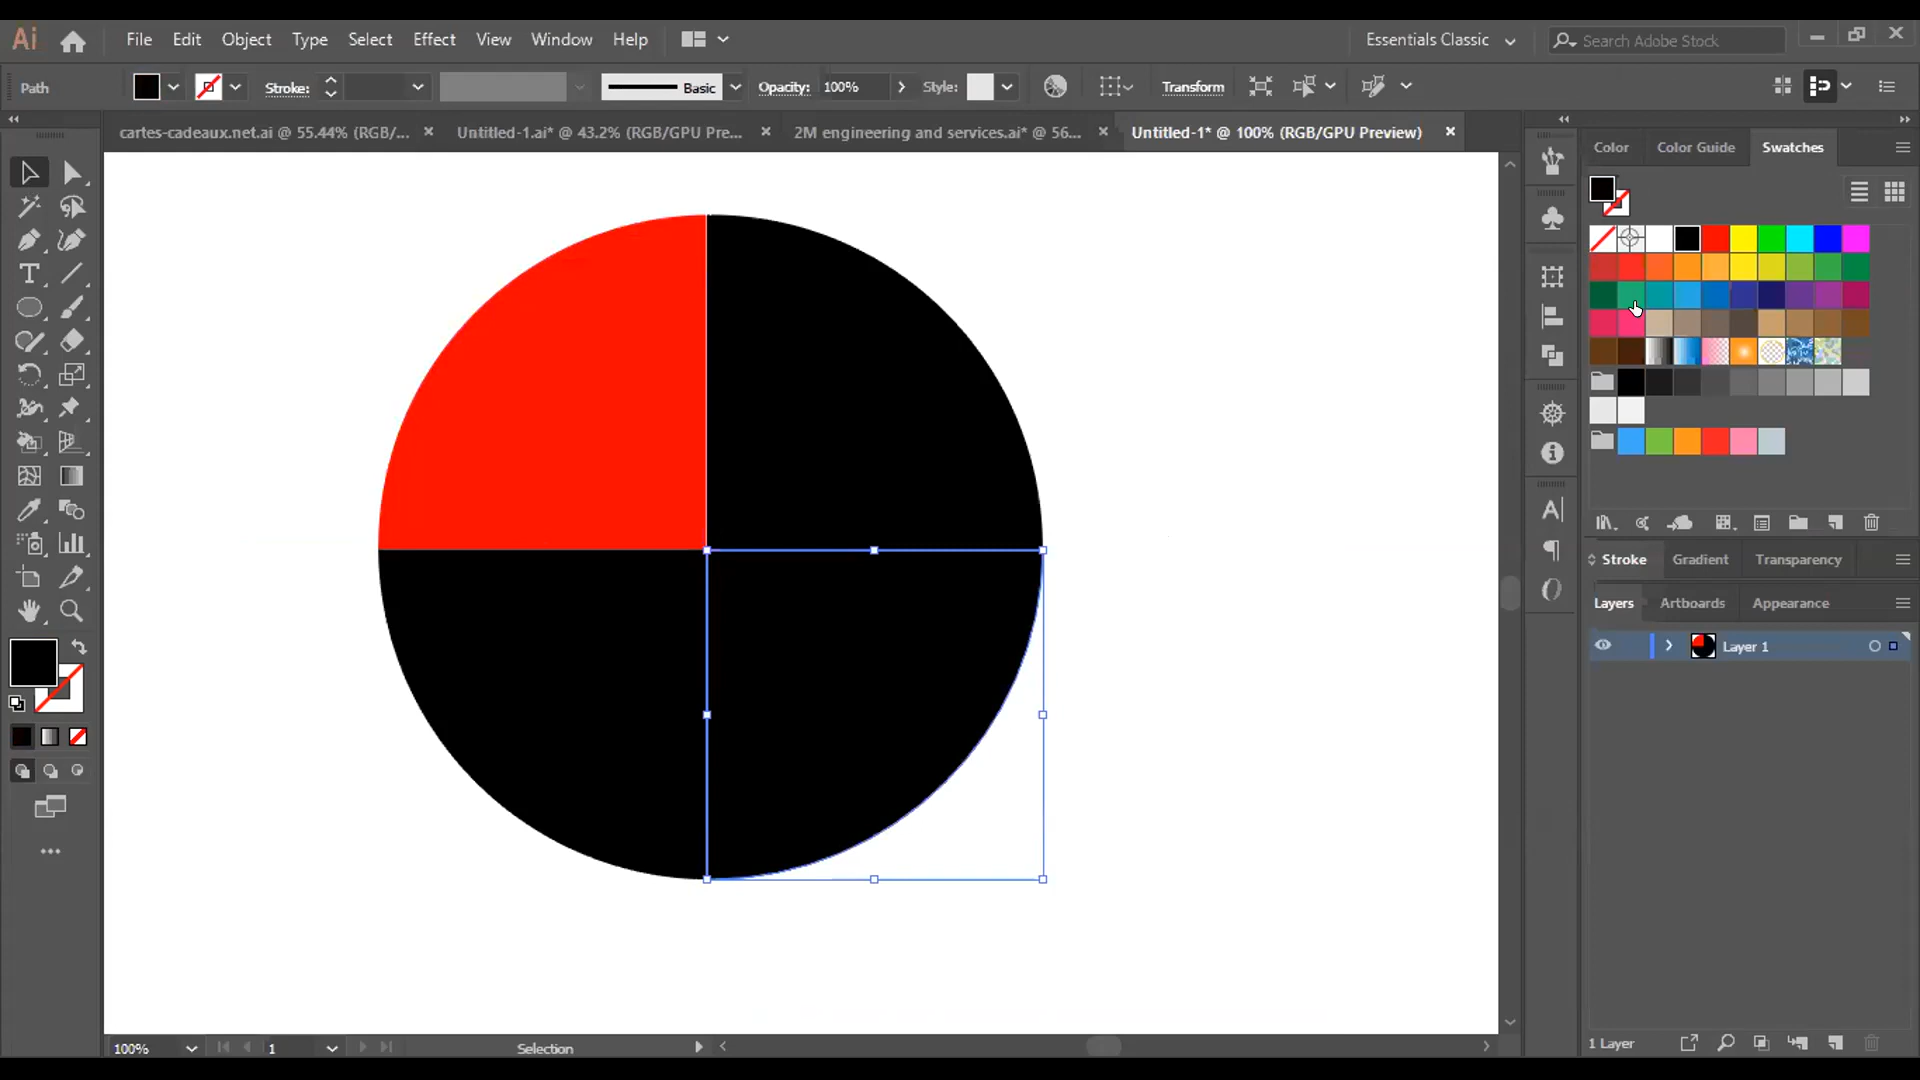 Ai File Edit Object Type Select Effect View Window Help Essentials Classic Search Adobe Stock
Path Stroke: Basic Opacity: 100% Style: Transform
cartes-cadeaux.net.ai @ 55.44% (RGB/... Untitled-1.ai* @ 43.2% (RGB/GPU Pre... 2M engineering and services.ai* @ 56... Untitled-1* @ 100% (RGB/GPU Preview)
Color Color Guide Swatches
Stroke Gradient Transparency
Layers Artboards Appearance
Layer 1
100% 1 Selection
1 Layer